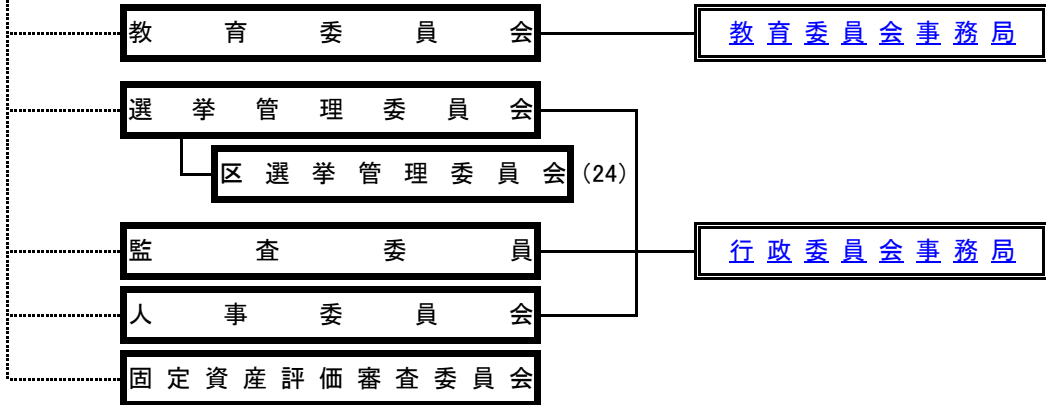 教育委員会
教育委員会事務局
選挙管理委員会
区選挙管理委員会(24)
監査委員
行政委員会事務局
人事委員会
固定資産評価審査委員会